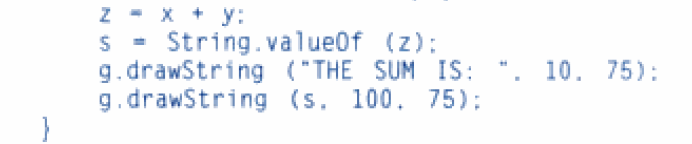 z = x + y;
s = String.valueOf (z);
g.drawString ("THE SUM IS: ", 10, 75);
g.drawString (s, 100, 75);
}